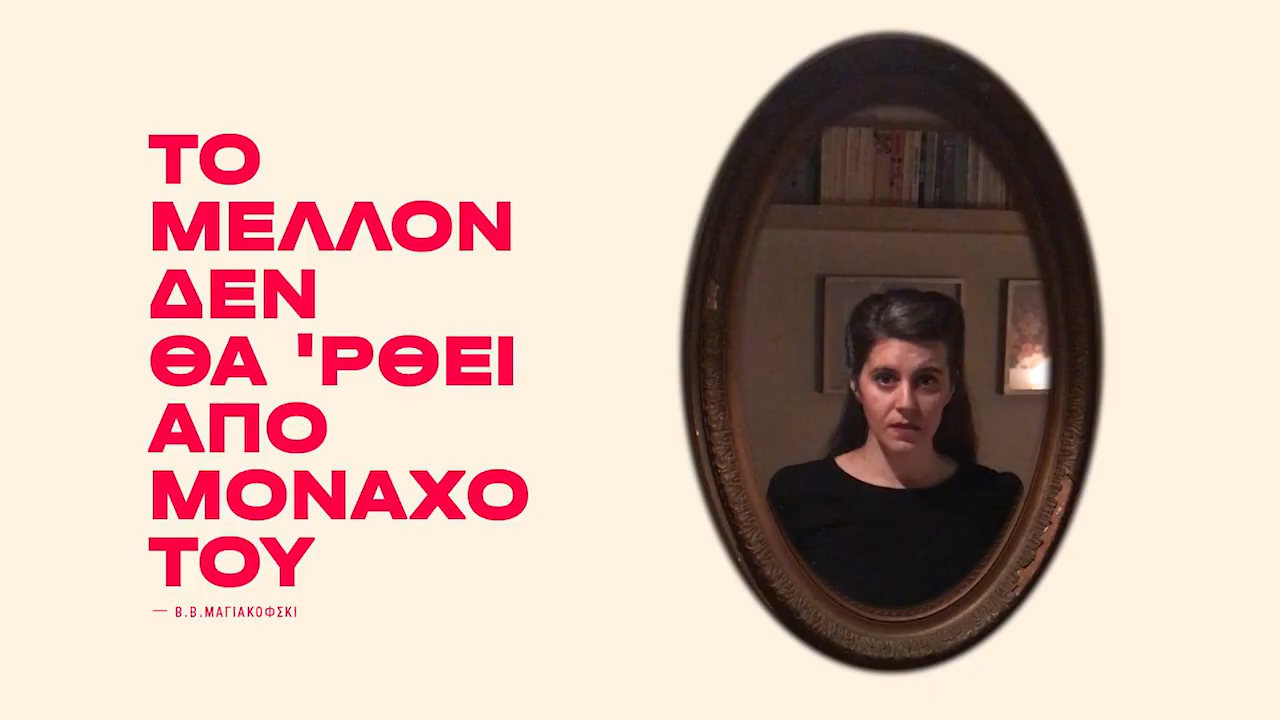 ΤΟ
ΜΕΛΛΟΝ
ΔΕΝ
ΘΑ 'ΡΘΕΙ
ΑΠΟ
ΜΟΝΑΧΟ
ΤΟΥ
— Β.Β.ΜΑΓΙΑΚΟΦΣΚΙ